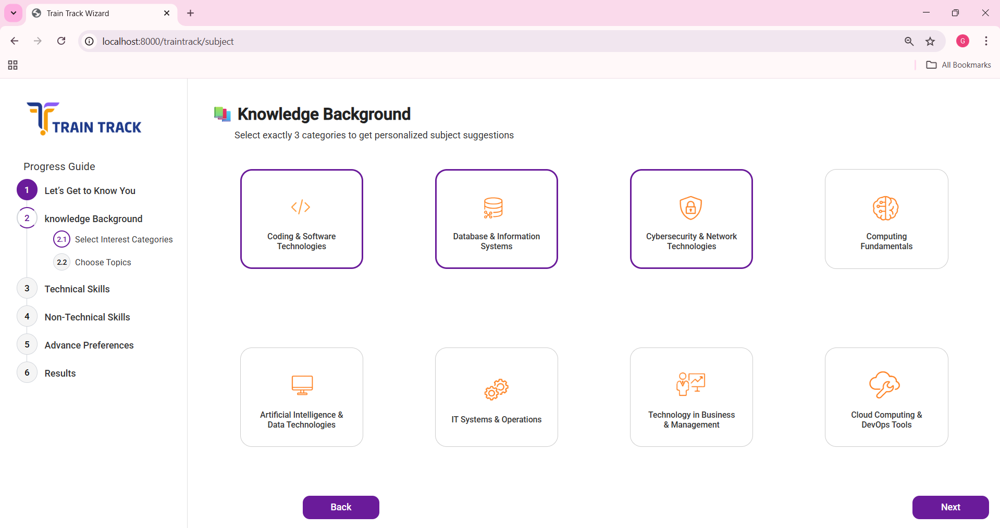 Train Track Wizard
localhost:8000/traintrack/subject
G
All Bookmarks
TRAIN TRACK
Progress Guide
1 Let’s Get to Know You
2 knowledge Background
2.1 Select Interest Categories
2.2 Choose Topics
3 Technical Skills
4 Non-Technical Skills
5 Advance Preferences
6 Results
Knowledge Background
Select exactly 3 categories to get personalized subject suggestions
Coding & Software
Technologies
Database & Information
Systems
Cybersecurity & Network
Technologies
Computing
Fundamentals
Artificial Intelligence &
Data Technologies
IT Systems & Operations
Technology in Business
& Management
Cloud Computing &
DevOps Tools
Back
Next